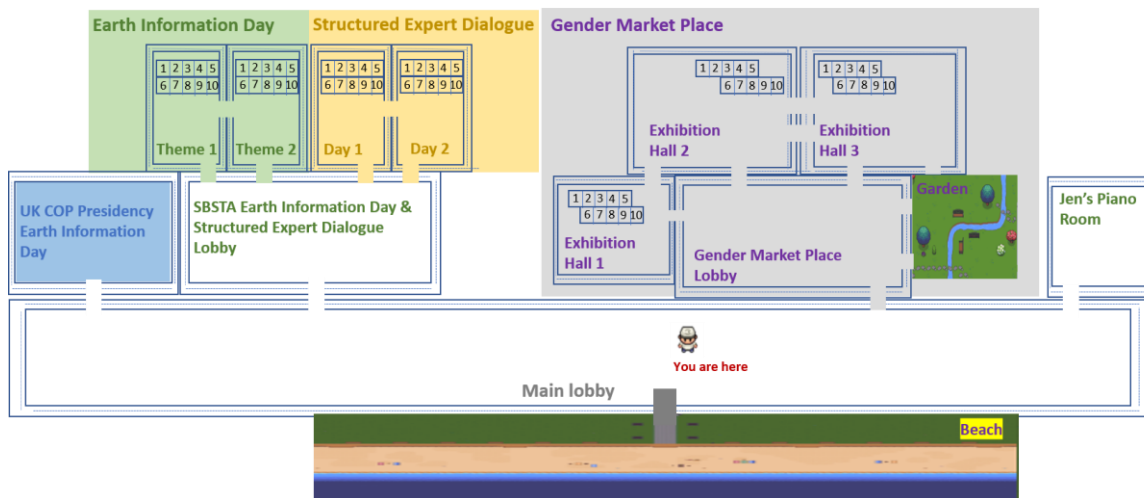 Earth Information Day
Structured Expert Dialogue
Gender Market Place
1 2 3 4 5
6 7 8 9 10
Theme 1
1 2 3 4 5
6 7 8 9 10
Theme 2
1 2 3 4 5
6 7 8 9 10
Day 1
1 2 3 4 5
6 7 8 9 10
Day 2
1 2 3 4 5
6 7 8 9 10
Exhibition
Hall 2
1 2 3 4 5
6 7 8 9 10
Exhibition
Hall 3
UK COP Presidency
Earth Information
Day
SBSTA Earth Information Day &
Structured Expert Dialogue
Lobby
1 2 3 4 5
6 7 8 9 10
Exhibition
Hall 1
Gender Market Place
Lobby
Garden
Jen's Piano
Room
You are here
Main lobby
Beach